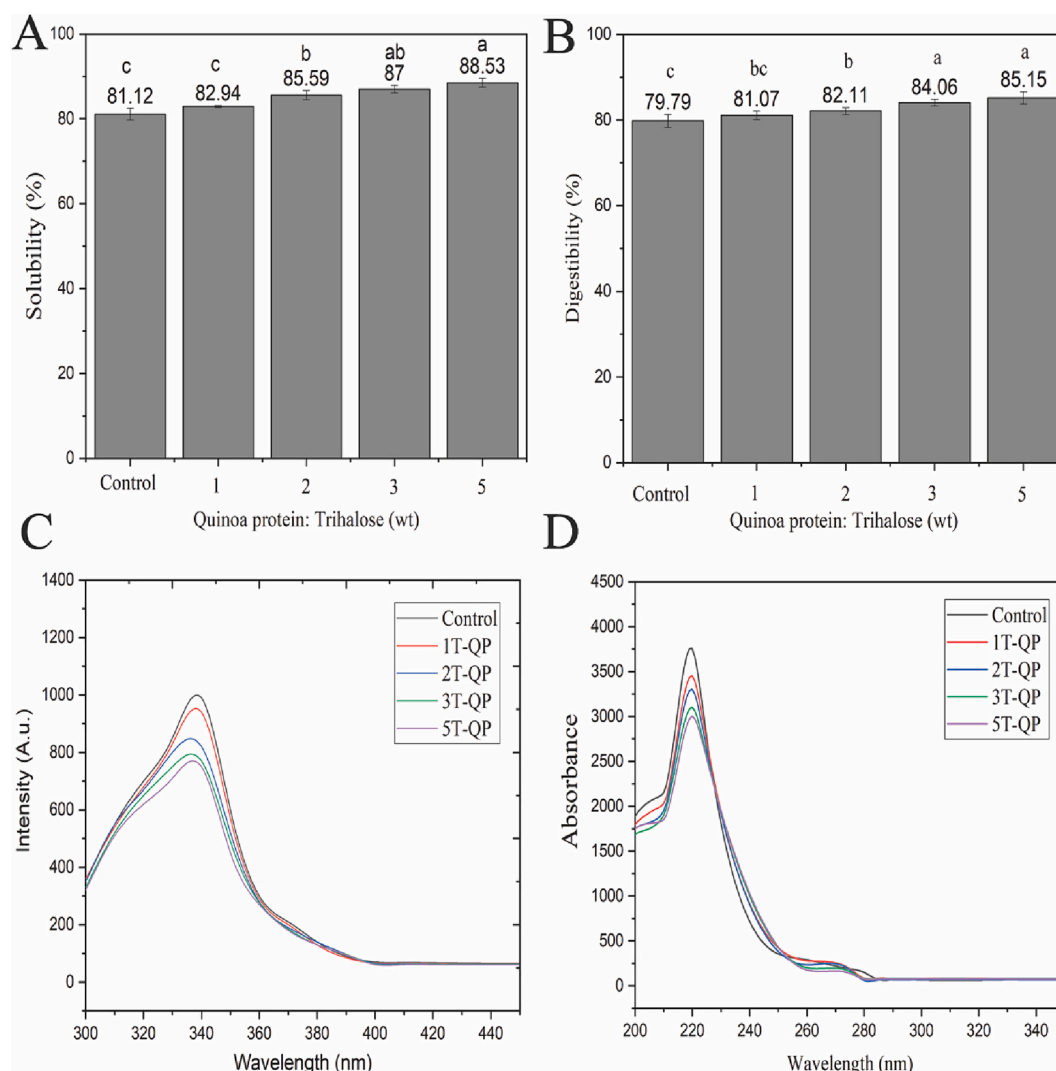 A
Solubility (%)
100
80
60
40
20
0
c
81.12
c
82.94
b
85.59
ab
87
a
88.53
Control
1
2
3
5
Quinoa protein: Trihalose (wt)
B
Digestibility (%)
100
80
60
40
20
0
c
79.79
bc
81.07
b
82.11
a
84.06
a
85.15
Control
1
2
3
5
Quinoa protein: Trihalose (wt)
C
Intensity (A.u.)
1400
1200
1000
800
600
400
200
0
Control
1T-QP
2T-QP
3T-QP
5T-QP
300
320
340
360
380
400
420
440
Wavelength (nm)
D
Absorbance
4500
4250
3750
3500
3000
2500
2000
1750
1250
750
500
0
Control
1T-QP
2T-QP
3T-QP
5T-QP
200
220
240
260
280
300
320
340
Wavelength (nm)